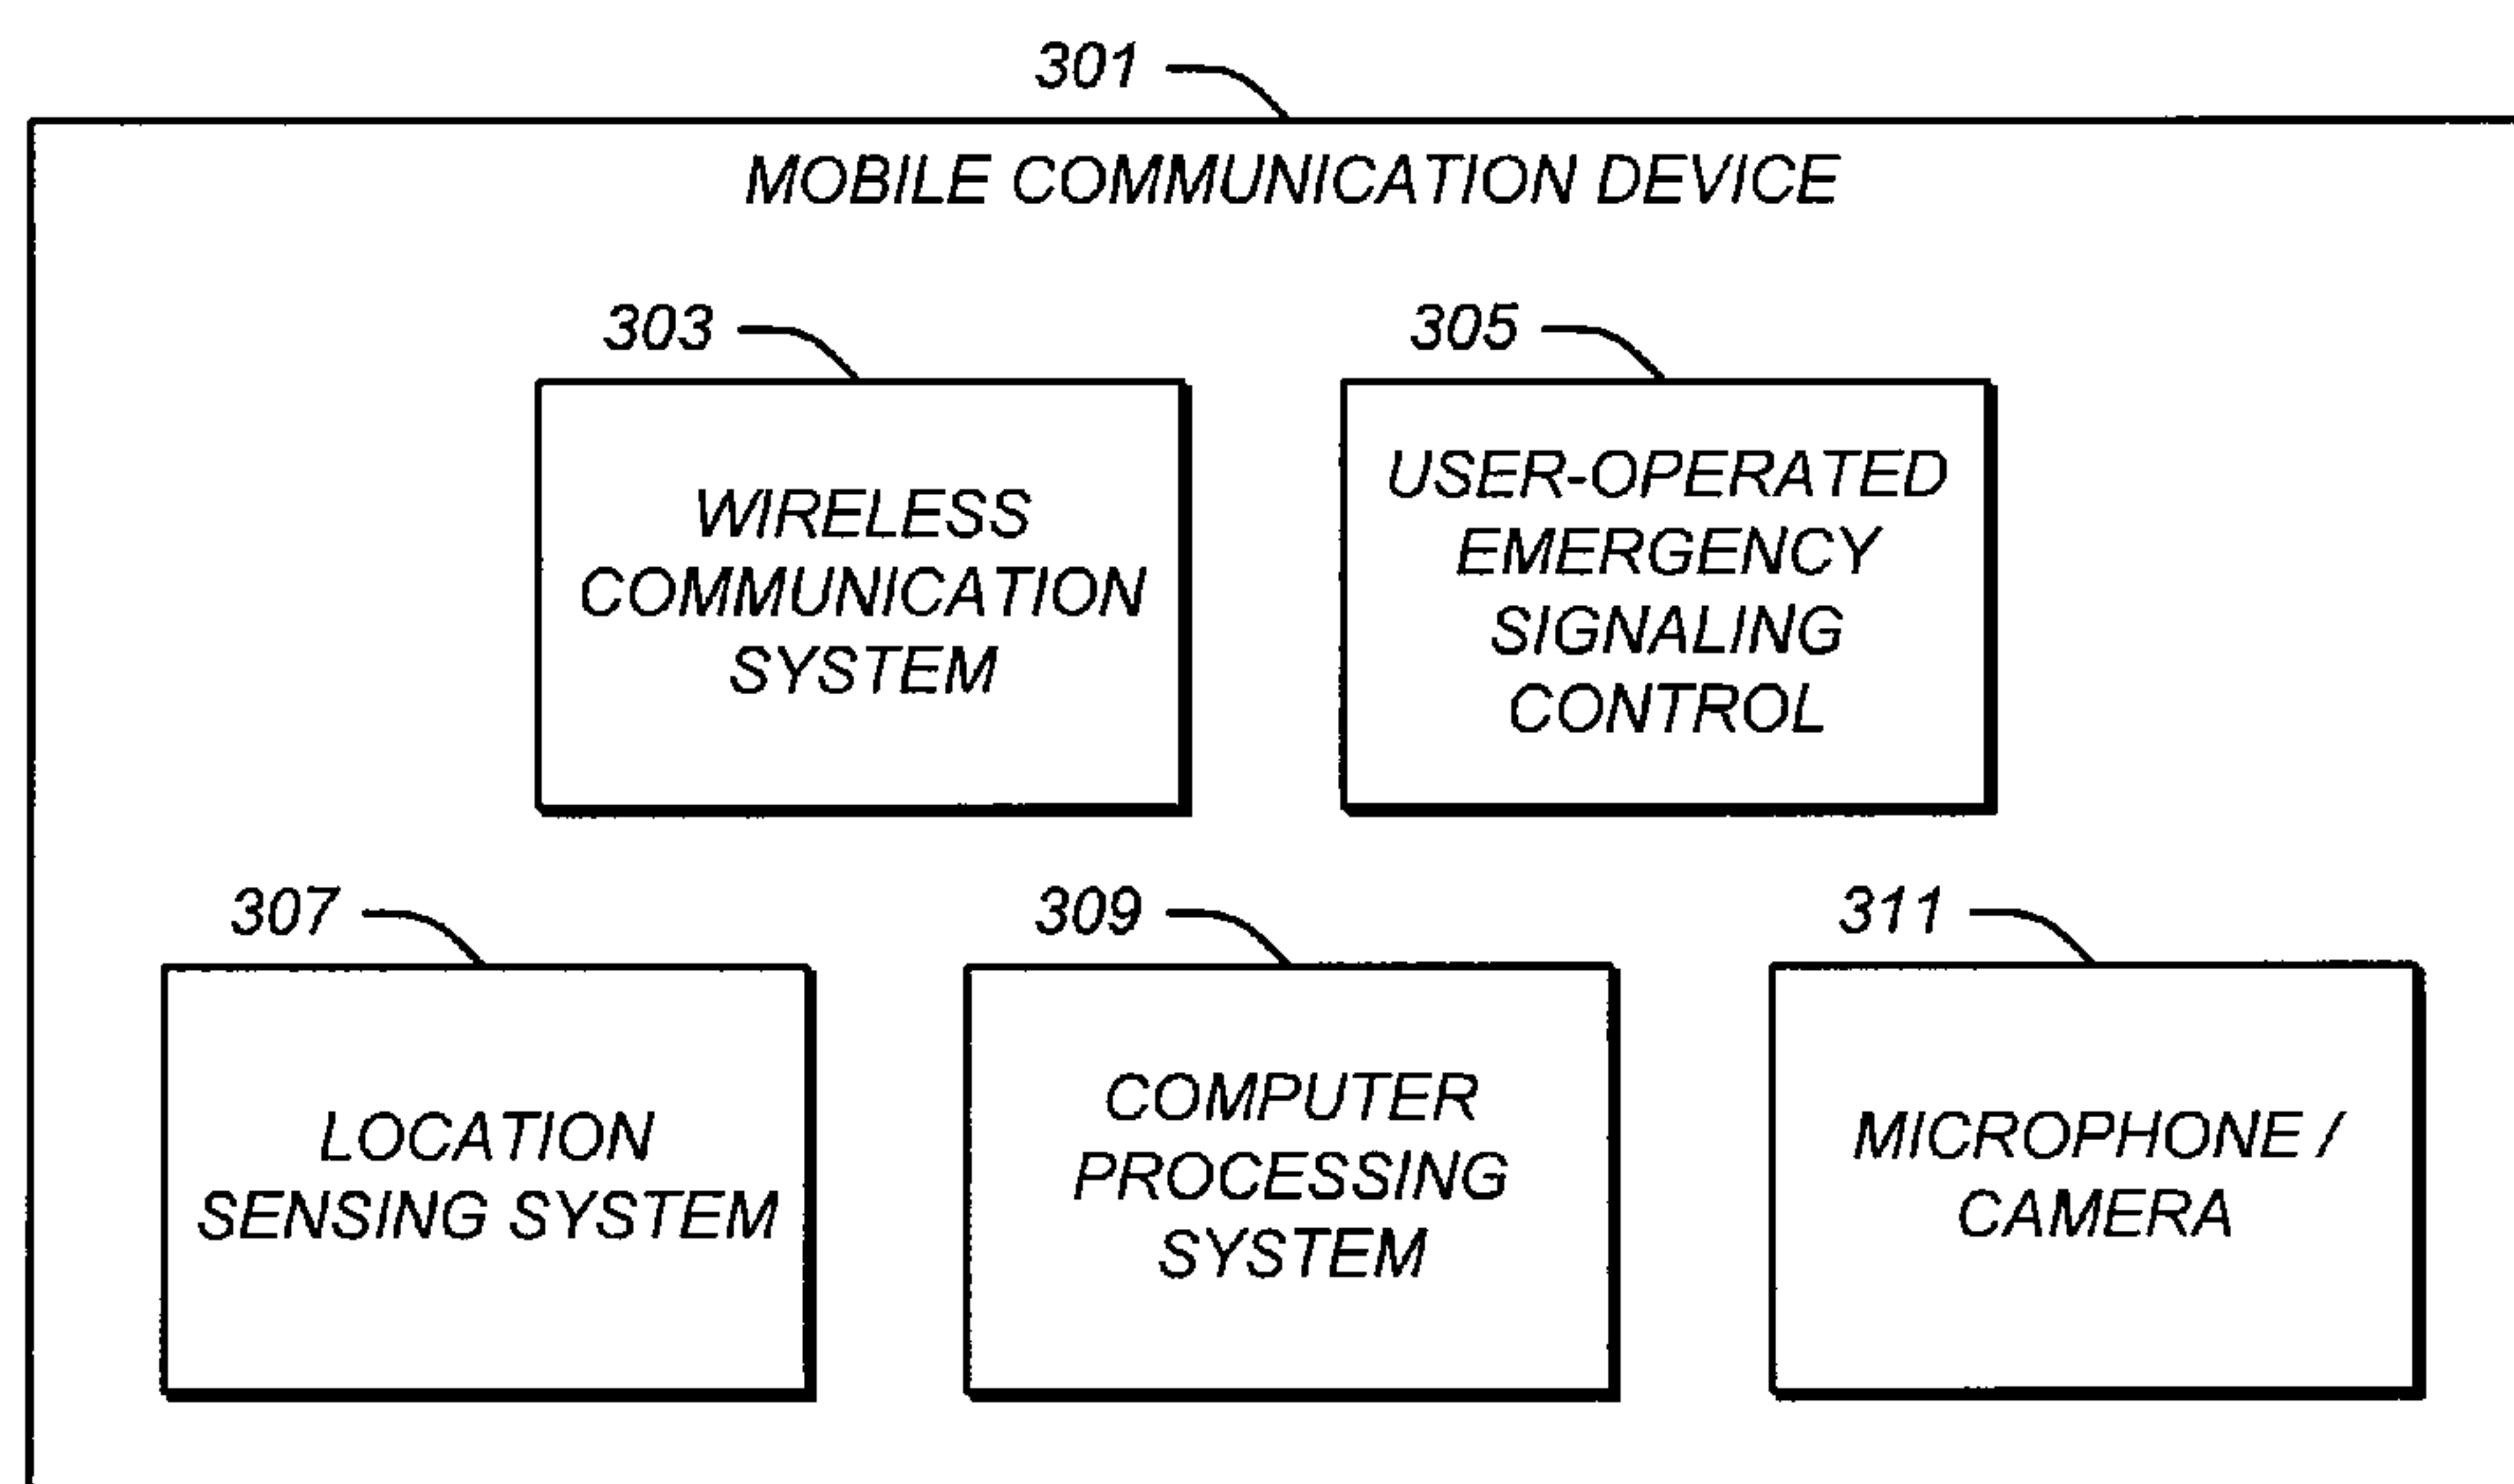 301
MOBILE COMMUNICATION DEVICE
303
305
WIRELESS
COMMUNICATION
SYSTEM
USER-OPERATED
EMERGENCY
SIGNALING
CONTROL
307
309
311
LOCATION
SENSING SYSTEM
COMPUTER
PROCESSING
SYSTEM
MICROPHONE /
CAMERA